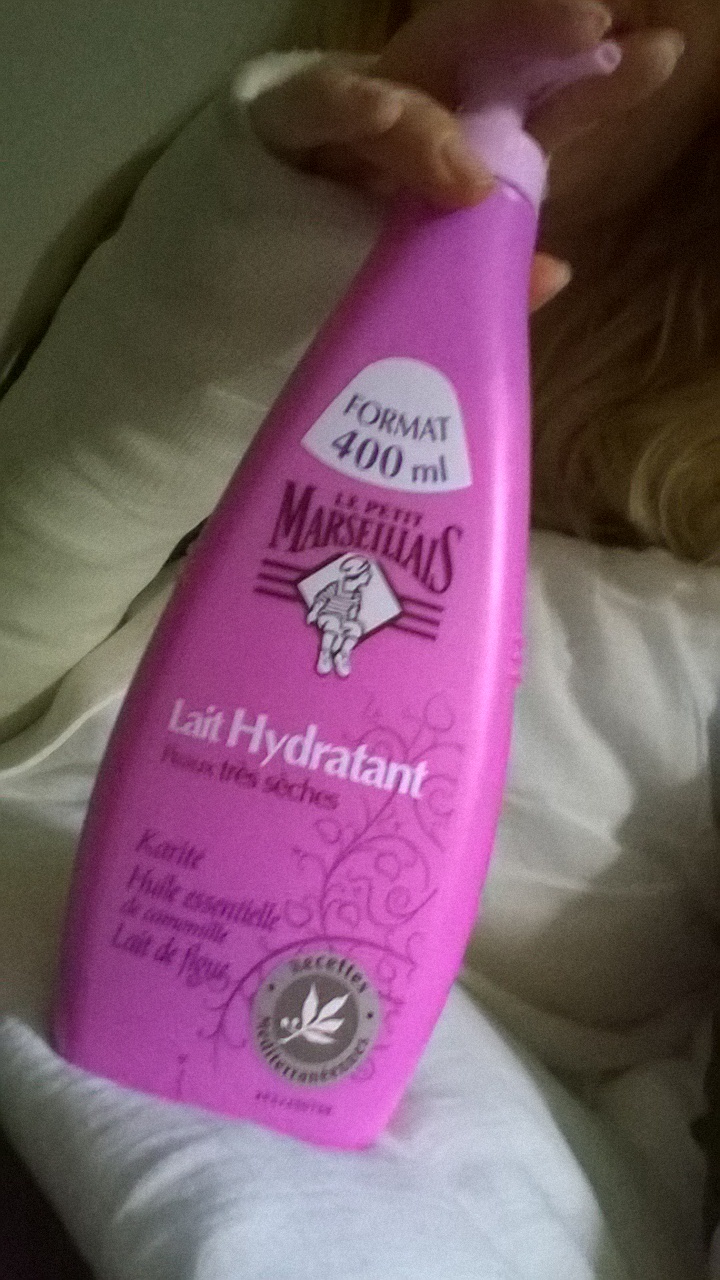 FORMAT
400 ml
LE PETIT
MARSEILLAIS
Lait Hydratant
Peaux très sèches
Karité
Huile essentielle
de camomille
Lait de figue
Recettes
Méditerranéennes